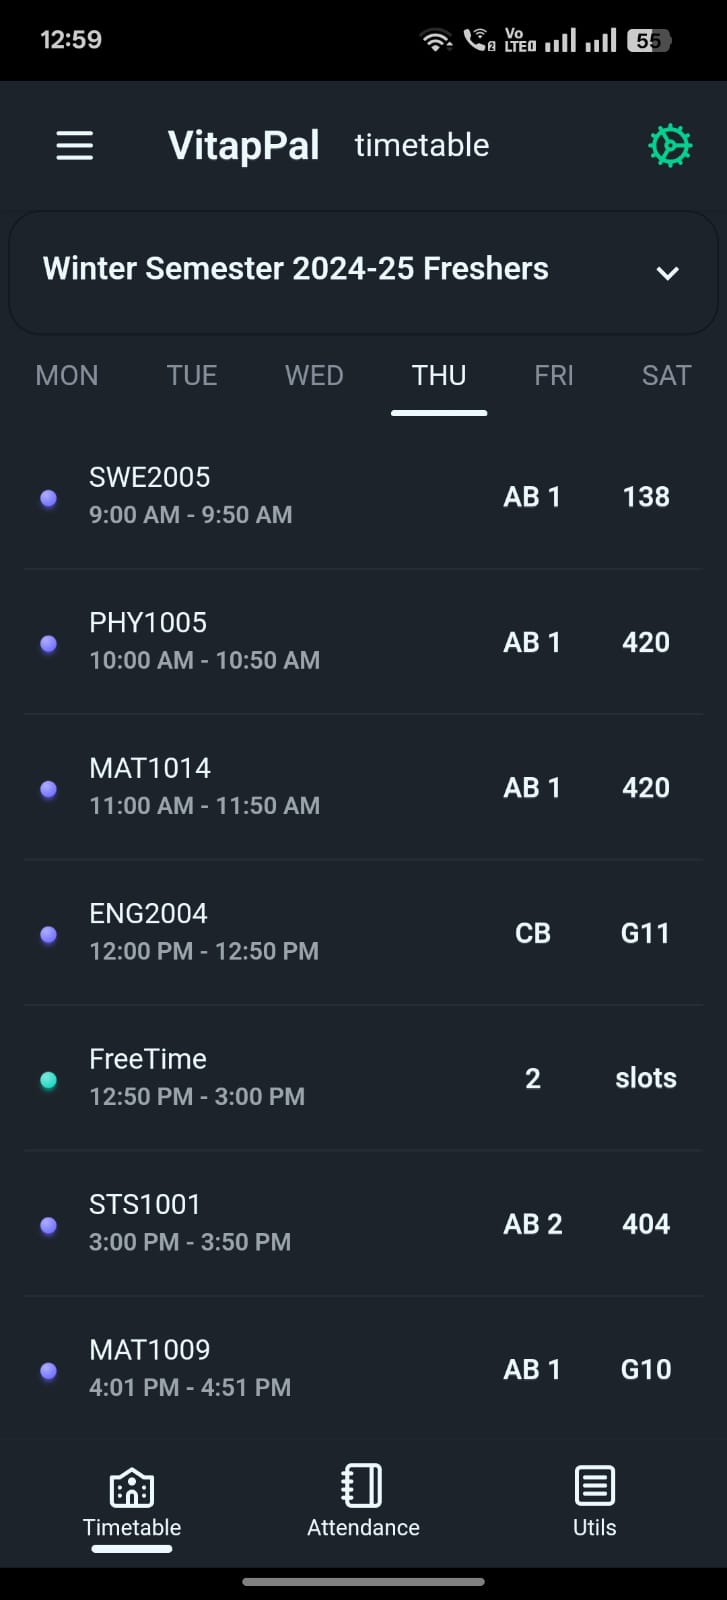 12:59
Vo
LTE 2
55
VitapPal timetable
Winter Semester 2024-25 Freshers
MON TUE WED THU FRI SAT
SWE2005
9:00 AM - 9:50 AM
AB 1 138
PHY1005
10:00 AM - 10:50 AM
AB 1 420
MAT1014
11:00 AM - 11:50 AM
AB 1 420
ENG2004
12:00 PM - 12:50 PM
CB G11
FreeTime
12:50 PM - 3:00 PM
2 slots
STS1001
3:00 PM - 3:50 PM
AB 2 404
MAT1009
4:01 PM - 4:51 PM
AB 1 G10
Timetable Attendance Utils